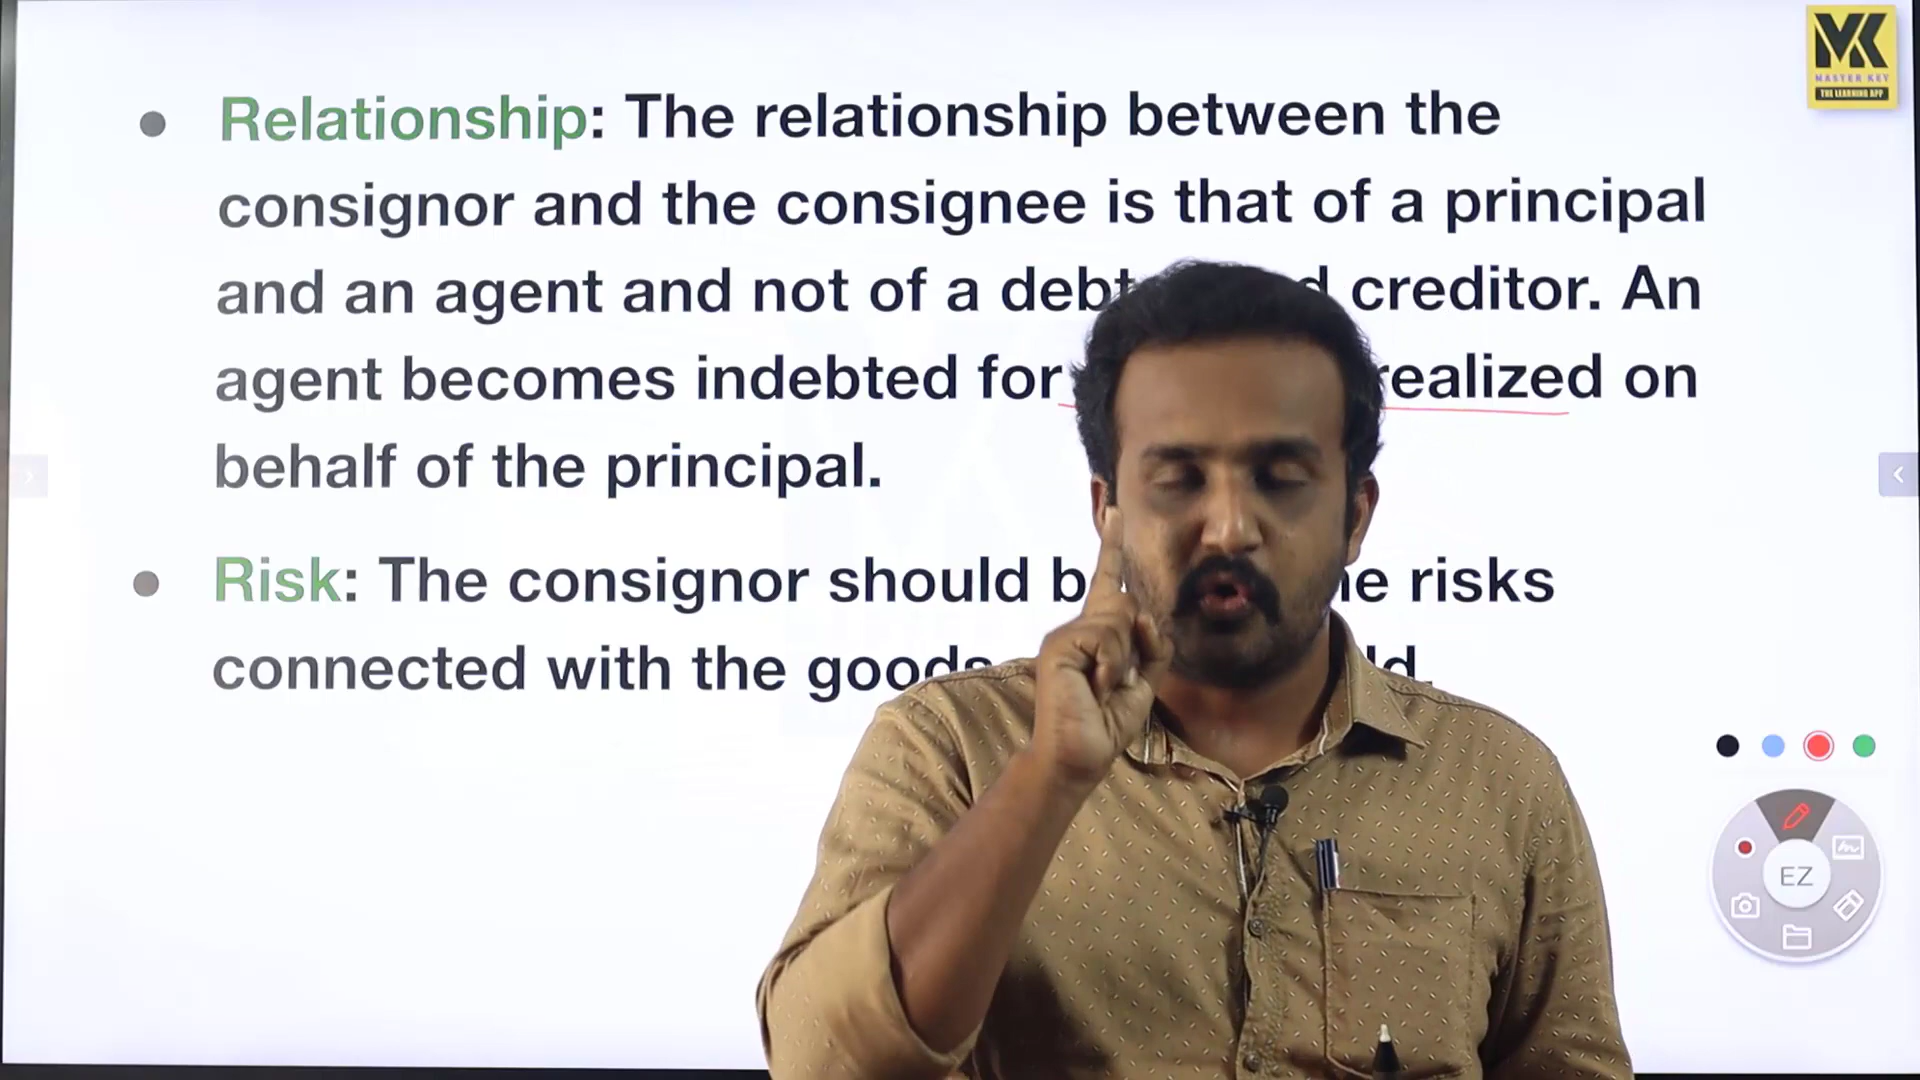 Relationship: The relationship between the
consignor and the consignee is that of a principal
and an agent and not of a creditor. An
agent becomes indebted for realized on
behalf of the principal.
Risk: The consignor should risks
connected with the goods
MK
MASTER KEY
THE LEARNING APP
EZ